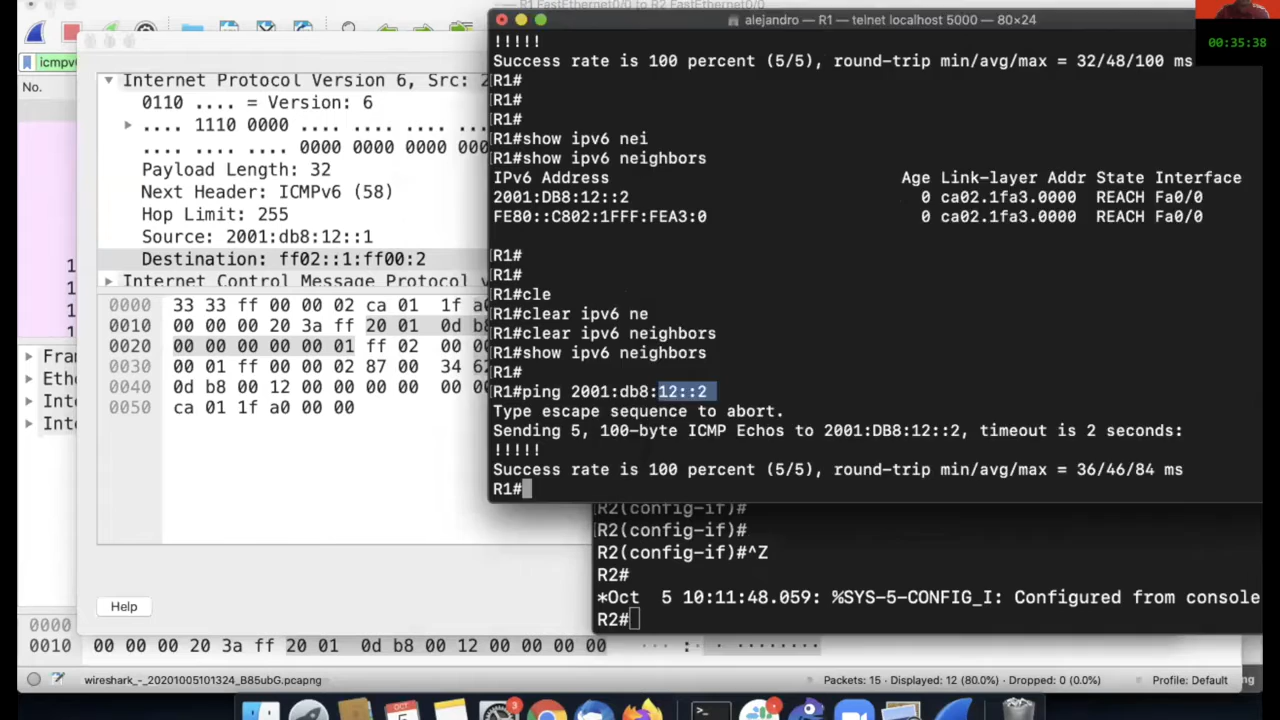 — R1 FastEthernet0/0 to R2 FastEthernet0/0
alejandro — R1 — telnet localhost 5000 — 80×24
00:35:38
icmpv
No.
1
1
1
1
Fram
Ethe
Inte
Inte
Internet Protocol Version 6, Src: 2
0110 .... = Version: 6
.... 1110 0000 .... .... ....
.... .... .... 0000 0000 000
Payload Length: 32
Next Header: ICMPv6 (58)
Hop Limit: 255
Source: 2001:db8:12::1
Destination: ff02::1:ff00:2
Internet Control Message Protocol v
0000 33 33 ff 00 00 02 ca 01 1f a0
0010 00 00 00 20 3a ff 20 01 0d b8
0020 00 00 00 00 00 01 ff 02 00 00
0030 00 01 ff 00 00 02 87 00 34 62
0040 0d b8 00 12 00 00 00 00 00 00
0050 ca 01 1f a0 00 00
Help
!!!!!
Success rate is 100 percent (5/5), round-trip min/avg/max = 32/48/100 ms
R1#
R1#
R1#
R1#show ipv6 nei
R1#show ipv6 neighbors
IPv6 Address Age Link-layer Addr State Interface
2001:DB8:12::2 0 ca02.1fa3.0000 REACH Fa0/0
FE80::C802:1FFF:FEA3:0 0 ca02.1fa3.0000 REACH Fa0/0
R1#
R1#
R1#cle
R1#clear ipv6 ne
R1#clear ipv6 neighbors
R1#show ipv6 neighbors
R1#
R1#ping 2001:db8:12::2
Type escape sequence to abort.
Sending 5, 100-byte ICMP Echos to 2001:DB8:12::2, timeout is 2 seconds:
!!!!!
Success rate is 100 percent (5/5), round-trip min/avg/max = 36/46/84 ms
R1#
R2(config-if)#
R2(config-if)#
R2(config-if)#^Z
R2#
*Oct  5 10:11:48.059: %SYS-5-CONFIG_I: Configured from console
R2#
0000
0010 00 00 00 20 3a ff 20 01 0d b8 00 12 00 00 00 00 ··· :· ········
wireshark_-_20201005101324_B85ubG.pcapng
Packets: 15 · Displayed: 12 (80.0%) · Dropped: 0 (0.0%)
Profile: Default
ng
3
5